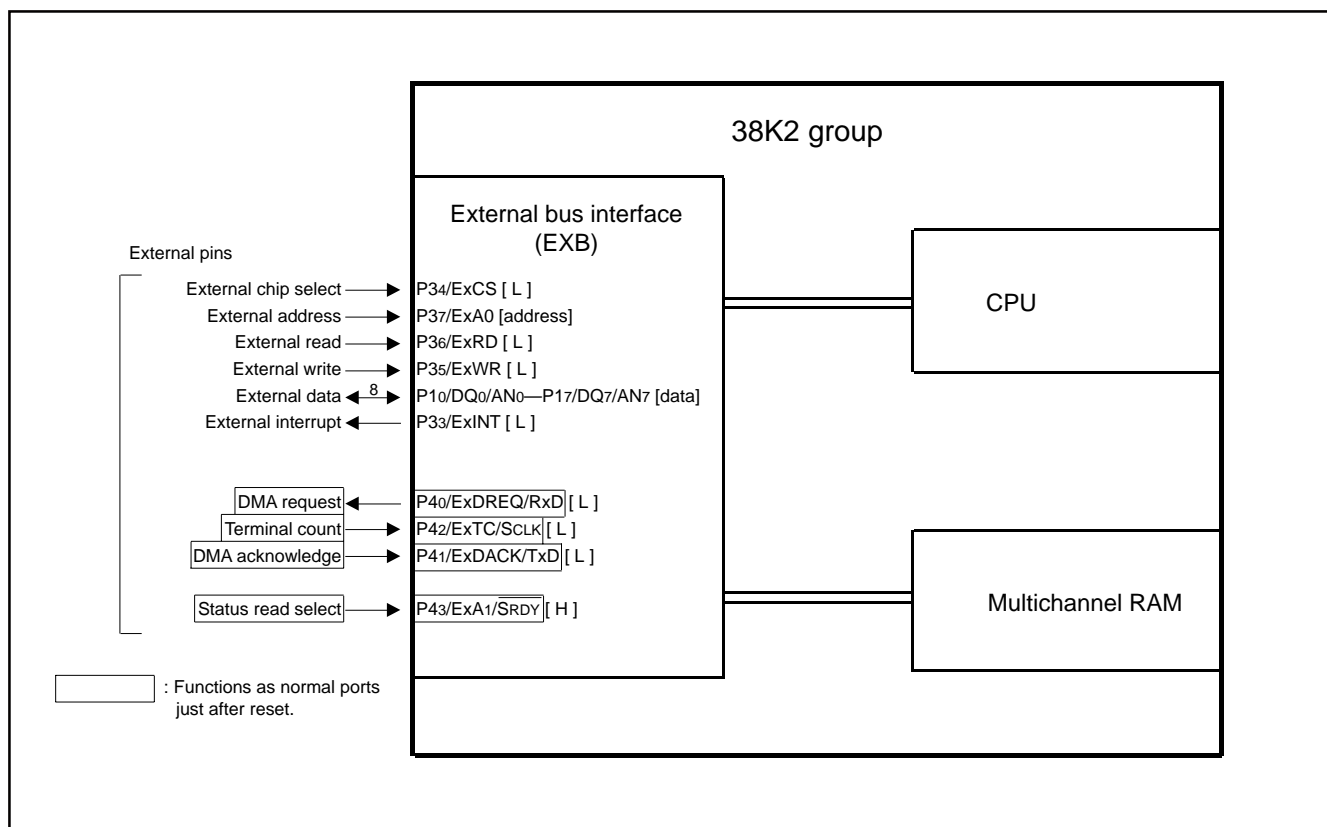 38K2 group
External bus interface
(EXB)
External pins
External chip select P34/ExCS [ L ]
External address P37/ExA0 [address]
External read P36/ExRD [ L ]
External write P35/ExWR [ L ]
External data 8 P10/DQ0/AN0—P17/DQ7/AN7 [data]
External interrupt P33/ExINT [ L ]
CPU
DMA request P40/ExDREQ/RxD [ L ]
Terminal count P42/ExTC/SCLK [ L ]
DMA acknowledge P41/ExDACK/TxD [ L ]
Status read select P43/ExA1/SRDY [ H ]
Multichannel RAM
: Functions as normal ports
just after reset.